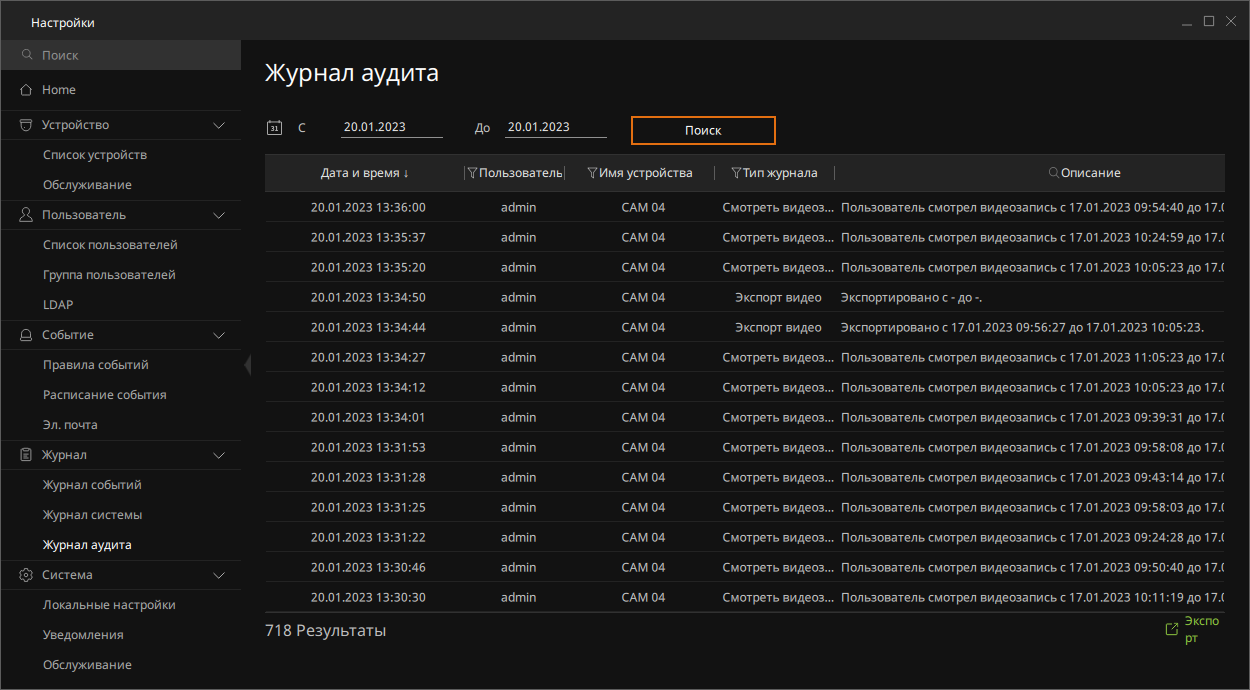 Настройки
Поиск
Home
Устройство
Список устройств
Обслуживание
Пользователь
Список пользователей
Группа пользователей
LDAP
Событие
Правила событий
Расписание события
Эл. почта
Журнал
Журнал событий
Журнал системы
Журнал аудита
Система
Локальные настройки
Уведомления
Обслуживание
Журнал аудита
31 С 20.01.2023 До 20.01.2023 Поиск
Дата и время ↓ Пользователь Имя устройства Тип журнала Описание
20.01.2023 13:36:00 admin CAM 04 Смотреть видеоз... Пользователь смотрел видеозапись с 17.01.2023 09:54:40 до 17.0
20.01.2023 13:35:37 admin CAM 04 Смотреть видеоз... Пользователь смотрел видеозапись с 17.01.2023 10:24:59 до 17.0
20.01.2023 13:35:20 admin CAM 04 Смотреть видеоз... Пользователь смотрел видеозапись с 17.01.2023 10:05:23 до 17.0
20.01.2023 13:34:50 admin CAM 04 Экспорт видео Экспортировано с - до -.
20.01.2023 13:34:44 admin CAM 04 Экспорт видео Экспортировано с 17.01.2023 09:56:27 до 17.01.2023 10:05:23.
20.01.2023 13:34:27 admin CAM 04 Смотреть видеоз... Пользователь смотрел видеозапись с 17.01.2023 11:05:23 до 17.0
20.01.2023 13:34:12 admin CAM 04 Смотреть видеоз... Пользователь смотрел видеозапись с 17.01.2023 10:05:23 до 17.0
20.01.2023 13:34:01 admin CAM 04 Смотреть видеоз... Пользователь смотрел видеозапись с 17.01.2023 09:39:31 до 17.0
20.01.2023 13:31:53 admin CAM 04 Смотреть видеоз... Пользователь смотрел видеозапись с 17.01.2023 09:58:08 до 17.0
20.01.2023 13:31:28 admin CAM 04 Смотреть видеоз... Пользователь смотрел видеозапись с 17.01.2023 09:43:14 до 17.0
20.01.2023 13:31:25 admin CAM 04 Смотреть видеоз... Пользователь смотрел видеозапись с 17.01.2023 09:58:03 до 17.0
20.01.2023 13:31:22 admin CAM 04 Смотреть видеоз... Пользователь смотрел видеозапись с 17.01.2023 09:24:28 до 17.0
20.01.2023 13:30:46 admin CAM 04 Смотреть видеоз... Пользователь смотрел видеозапись с 17.01.2023 09:50:40 до 17.0
20.01.2023 13:30:30 admin CAM 04 Смотреть видеоз... Пользователь смотрел видеозапись с 17.01.2023 10:11:19 до 17.0
718 Результаты
Экспо
рт